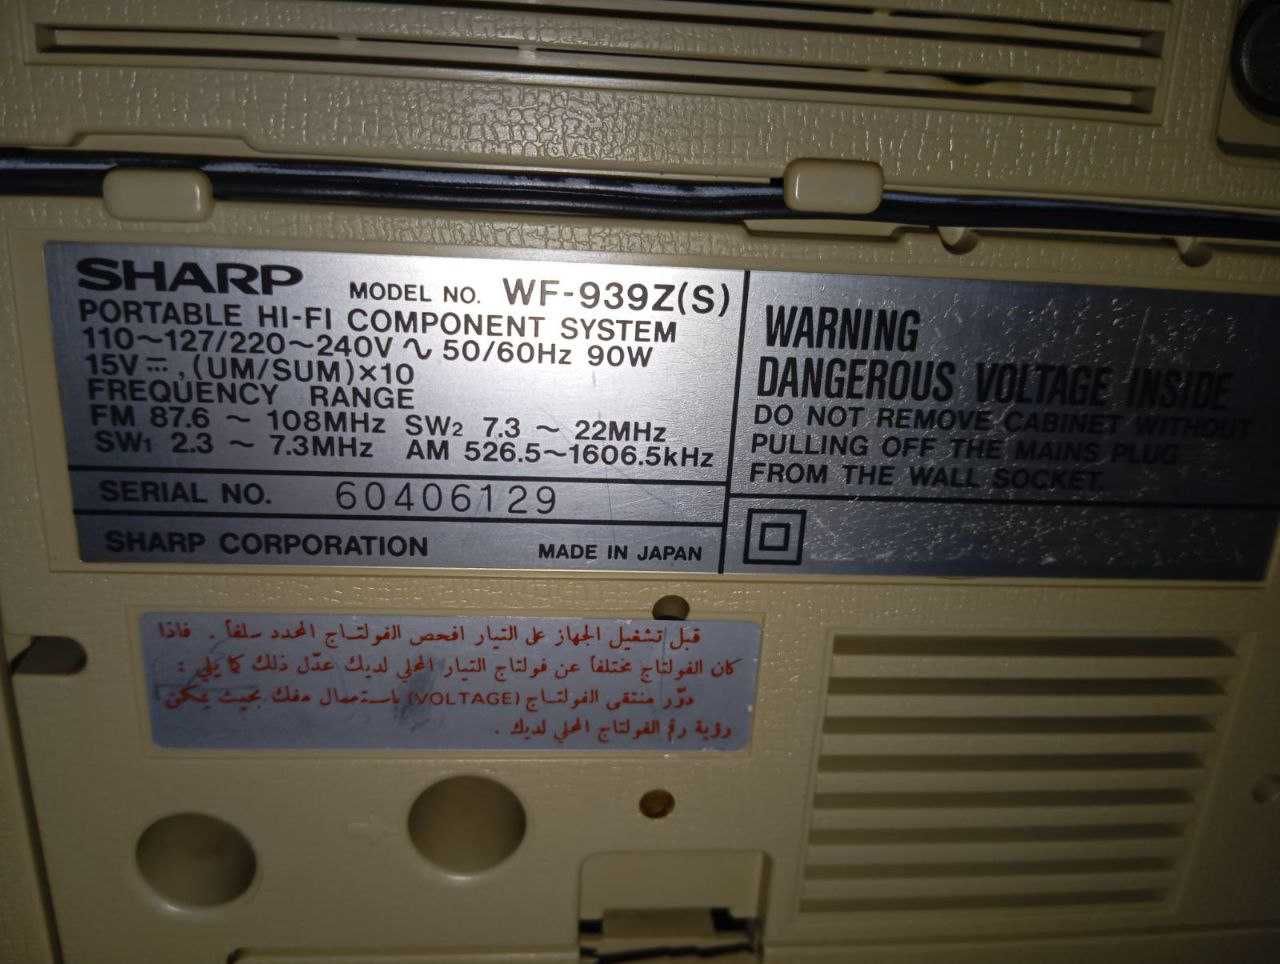 SHARP MODEL NO. WF-939Z(S)
PORTABLE HI-FI COMPONENT SYSTEM
110~127/220~240V ∿ 50/60Hz 90W
15V ⎓, (UM/SUM)×10
FREQUENCY RANGE
FM 87.6 ~ 108MHz SW2 7.3 ~ 22MHz
SW1 2.3 ~ 7.3MHz AM 526.5~1606.5kHz
SERIAL NO. 60406129
SHARP CORPORATION MADE IN JAPAN
WARNING
DANGEROUS VOLTAGE INSIDE
DO NOT REMOVE CABINET WITHOUT
PULLING OFF THE MAINS PLUG
FROM THE WALL SOCKET.
قبل تشغيل الجهاز على التيار افحص الفولتاج المحدد سلفاً . فاذا
كان الفولتاج مختلفاً عن فولتاج التيار المحلي لديك عدّل ذلك كما يلي :
دوّر منتقى الفولتاج (VOLTAGE) باستعمال مفك بحيث يمكن
رؤية رقم الفولتاج المحلي لديك .